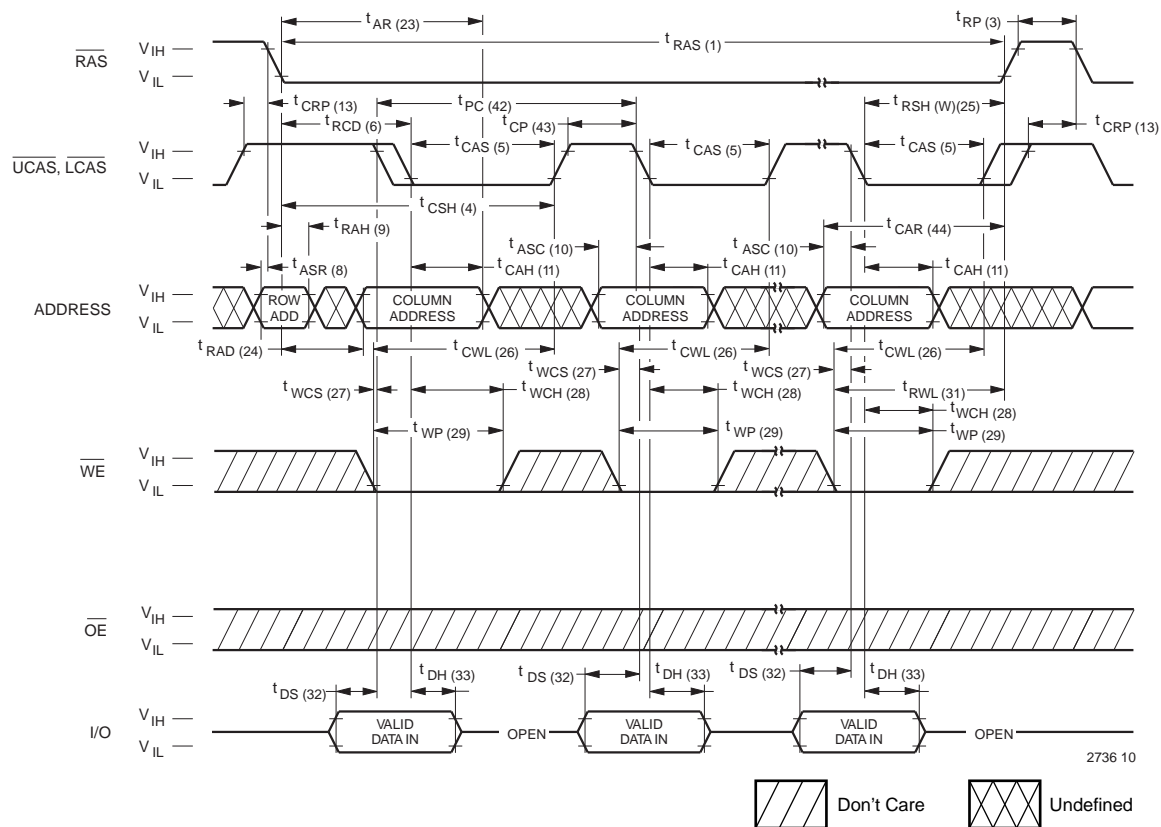 t AR (23)
t RP (3)
RAS
V IH
V IL
t RAS (1)
t CRP (13)
t PC (42)
t RSH (W)(25)
t RCD (6)
t CP (43)
t CRP (13)
UCAS, LCAS
V IH
V IL
t CAS (5)
t CAS (5)
t CAS (5)
t CSH (4)
t RAH (9)
t CAR (44)
t ASC (10)
t ASC (10)
t ASR (8)
t CAH (11)
t CAH (11)
t CAH (11)
ADDRESS
V IH
V IL
ROW ADD
COLUMN ADDRESS
COLUMN ADDRESS
COLUMN ADDRESS
t RAD (24)
t CWL (26)
t CWL (26)
t CWL (26)
t WCS (27)
t WCS (27)
t WCS (27)
t WCH (28)
t WCH (28)
t RWL (31)
t WCH (28)
t WP (29)
t WP (29)
t WP (29)
WE
V IH
V IL
OE
V IH
V IL
t DS (32)
t DH (33)
t DS (32)
t DH (33)
t DS (32)
t DH (33)
I/O
V IH
V IL
VALID DATA IN
OPEN
VALID DATA IN
VALID DATA IN
OPEN
2736 10
Don't Care
Undefined